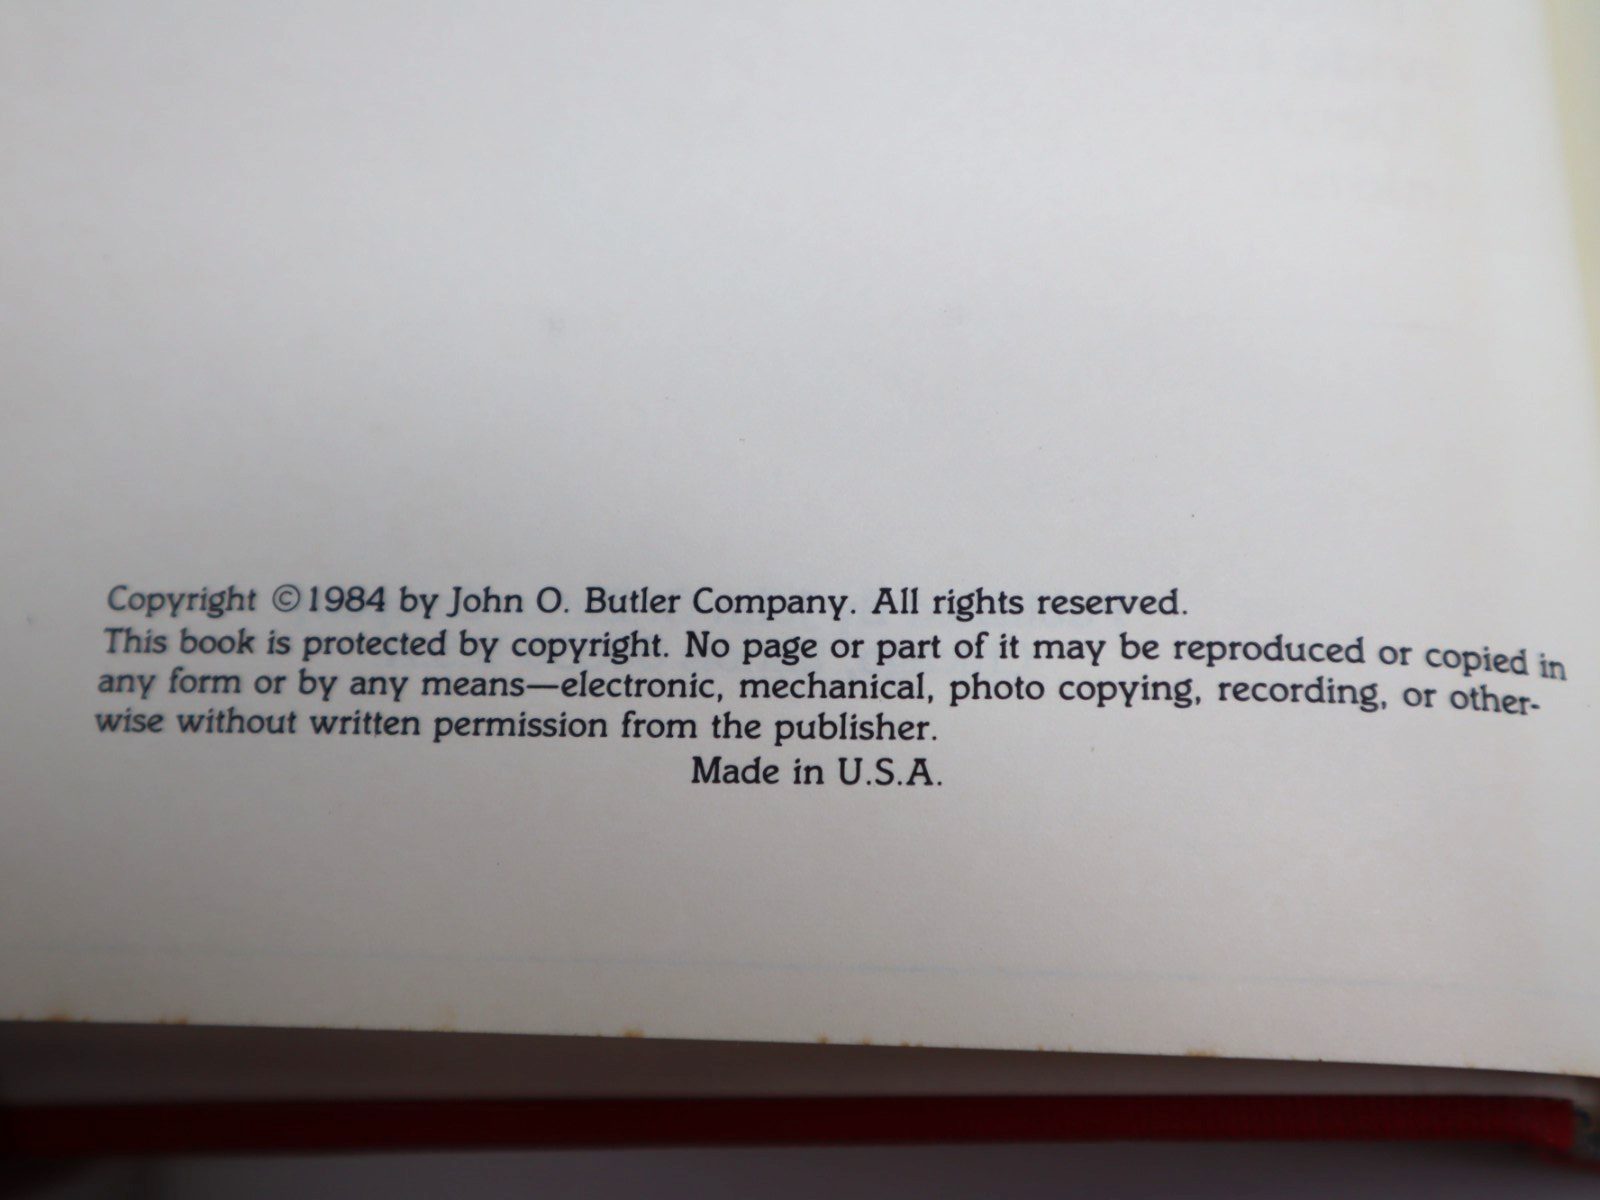 Copyright ©1984 by John O. Butler Company. All rights reserved.
This book is protected by copyright. No page or part of it may be reproduced or copied in
any form or by any means—electronic, mechanical, photo copying, recording, or other-
wise without written permission from the publisher.
Made in U.S.A.